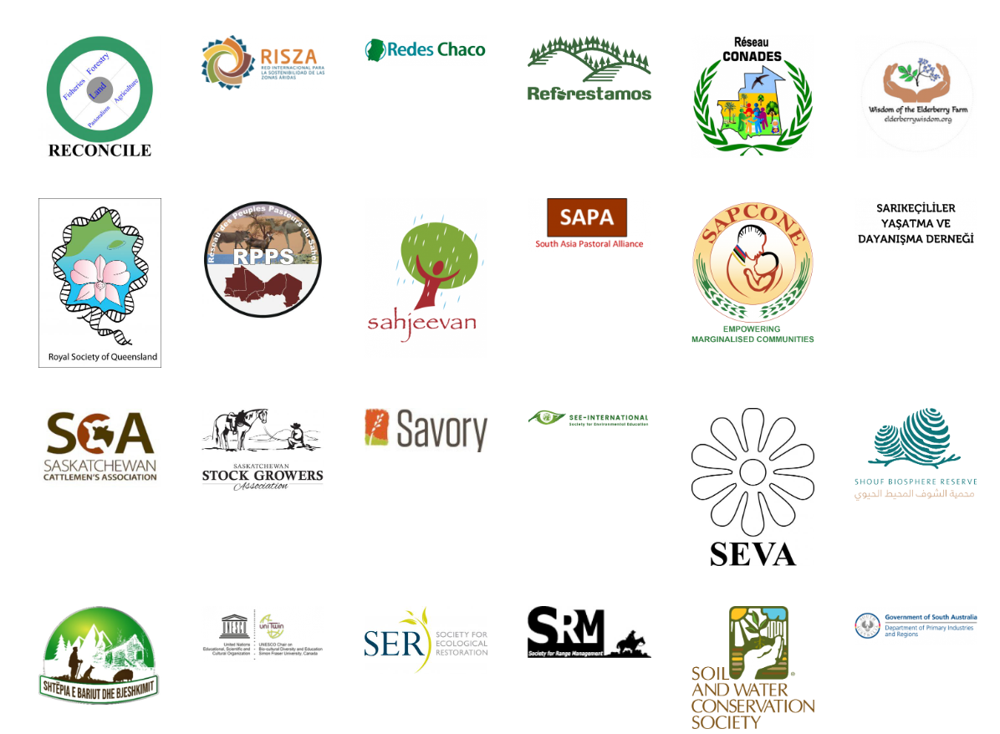 Forestry
Fisheries
Land
Agriculture
Pastoralism
RECONCILE
RISZA
RED INTERNACIONAL PARA
LA SOSTENIBILIDAD DE LAS
ZONAS ÁRIDAS
Redes Chaco
Reforestamos
Réseau
CONADES
Wisdom of the Elderberry Farm
elderberrywisdom.org
Royal Society of Queensland
Réseau des Peuples Pasteurs du Sahel
RPPS
sahjeevan
SAPA
South Asia Pastoral Alliance
SAPCONE
EMPOWERING
MARGINALISED COMMUNITIES
SARIKEÇİLİLER
YAŞATMA VE
DAYANIŞMA DERNEĞİ
SCA
SASKATCHEWAN
CATTLEMEN'S ASSOCIATION
SASKATCHEWAN
STOCK GROWERS
Association
Savory
SEE-INTERNATIONAL
Society for Environmental Education
SEVA
SHOUF BIOSPHERE RESERVE
محمية الشوف المحيط الحيوي
SHTËPIA E BARIUT DHE BJESHKIMIT
UNESCO
United Nations
Educational, Scientific and
Cultural Organization
uniTwin
UNESCO Chair on
Bio-cultural Diversity and Education
Simon Fraser University, Canada
SER
SOCIETY FOR
ECOLOGICAL
RESTORATION
SRM
Society for Range Management
SOIL
AND WATER
CONSERVATION
SOCIETY
®
Government of South Australia
Department of Primary Industries
and Regions